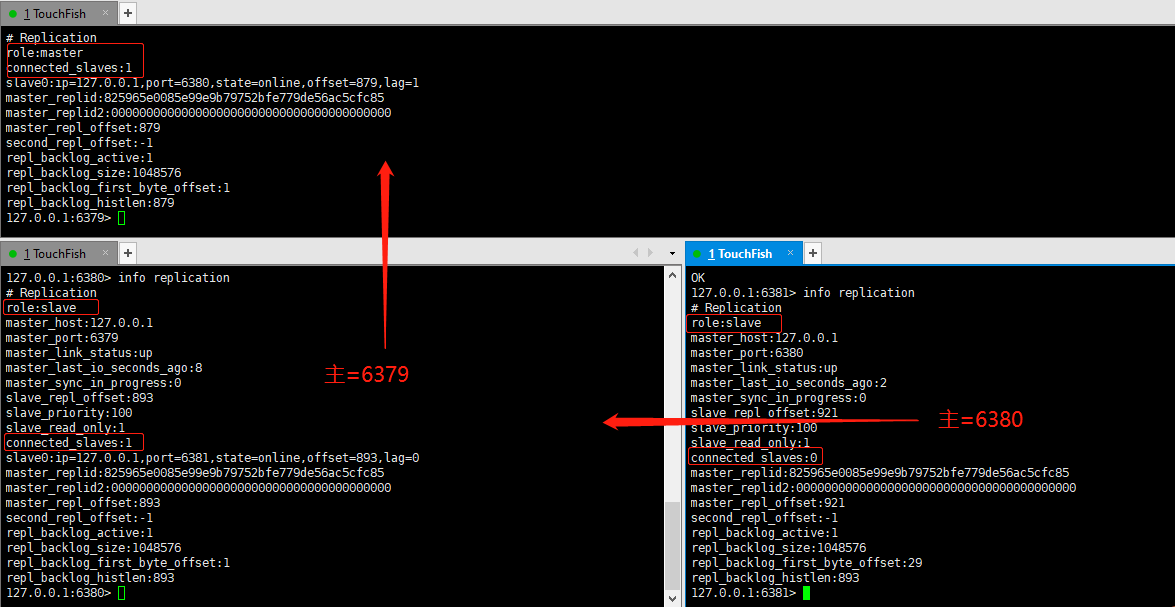 1 TouchFish
# Replication
role:master
connected_slaves:1
slave0:ip=127.0.0.1,port=6380,state=online,offset=879,lag=1
master_replid:825965e0085e99e9b79752bfe779de56ac5cfc85
master_replid2:0000000000000000000000000000000000000000
master_repl_offset:879
second_repl_offset:-1
repl_backlog_active:1
repl_backlog_size:1048576
repl_backlog_first_byte_offset:1
repl_backlog_histlen:879
127.0.0.1:6379>
1 TouchFish
127.0.0.1:6380> info replication
# Replication
role:slave
master_host:127.0.0.1
master_port:6379
master_link_status:up
master_last_io_seconds_ago:8
master_sync_in_progress:0
slave_repl_offset:893
slave_priority:100
slave_read_only:1
connected_slaves:1
slave0:ip=127.0.0.1,port=6381,state=online,offset=893,lag=0
master_replid:825965e0085e99e9b79752bfe779de56ac5cfc85
master_replid2:0000000000000000000000000000000000000000
master_repl_offset:893
second_repl_offset:-1
repl_backlog_active:1
repl_backlog_size:1048576
repl_backlog_first_byte_offset:1
repl_backlog_histlen:893
127.0.0.1:6380>
主=6379
1 TouchFish
OK
127.0.0.1:6381> info replication
# Replication
role:slave
master_host:127.0.0.1
master_port:6380
master_link_status:up
master_last_io_seconds_ago:2
master_sync_in_progress:0
slave_repl_offset:921
slave_priority:100
slave_read_only:1
connected_slaves:0
master_replid:825965e0085e99e9b79752bfe779de56ac5cfc85
master_replid2:0000000000000000000000000000000000000000
master_repl_offset:921
second_repl_offset:-1
repl_backlog_active:1
repl_backlog_size:1048576
repl_backlog_first_byte_offset:29
repl_backlog_histlen:893
127.0.0.1:6381>
主=6380